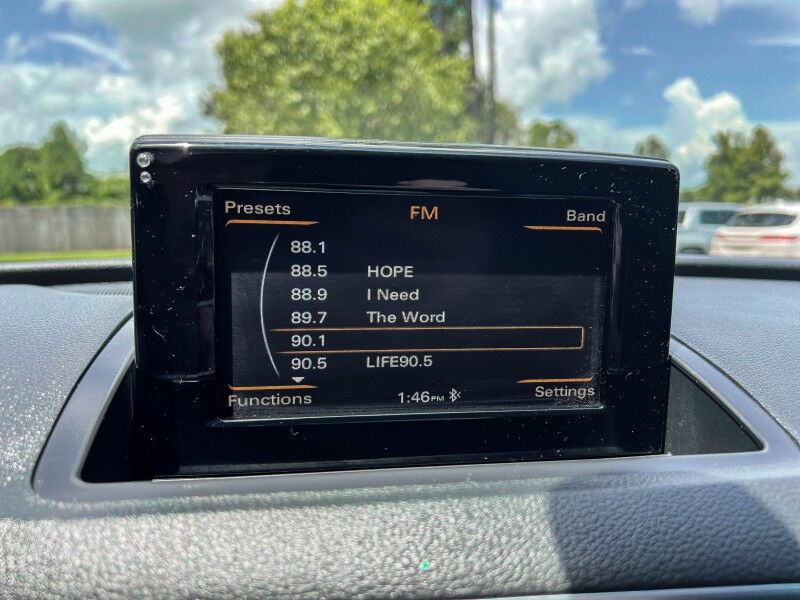 Presets FM Band
88.1
88.5 HOPE
88.9 I Need
89.7 The Word
90.1
90.5 LIFE90.5
Functions 1:46PM Settings